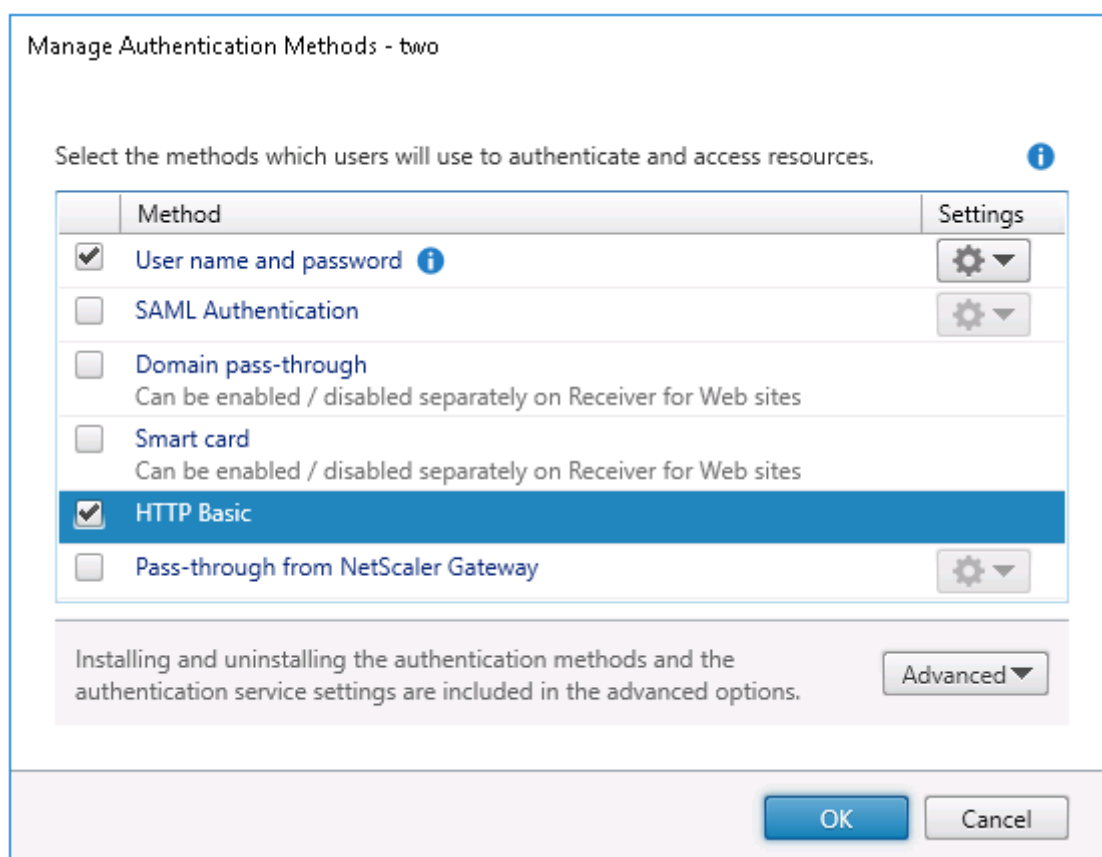 Manage Authentication Methods - two
Select the methods which users will use to authenticate and access resources.
Method Settings
User name and password
SAML Authentication
Domain pass-through
Can be enabled / disabled separately on Receiver for Web sites
Smart card
Can be enabled / disabled separately on Receiver for Web sites
HTTP Basic
Pass-through from NetScaler Gateway
Installing and uninstalling the authentication methods and the
authentication service settings are included in the advanced options.
Advanced
OK Cancel